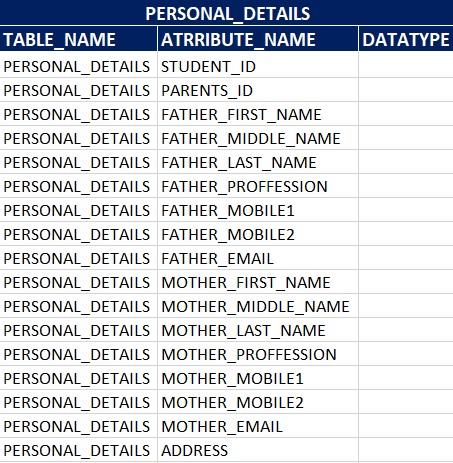 PERSONAL_DETAILS
TABLE_NAME ATRRIBUTE_NAME DATATYPE
PERSONAL_DETAILS STUDENT_ID
PERSONAL_DETAILS PARENTS_ID
PERSONAL_DETAILS FATHER_FIRST_NAME
PERSONAL_DETAILS FATHER_MIDDLE_NAME
PERSONAL_DETAILS FATHER_LAST_NAME
PERSONAL_DETAILS FATHER_PROFFESSION
PERSONAL_DETAILS FATHER_MOBILE1
PERSONAL_DETAILS FATHER_MOBILE2
PERSONAL_DETAILS FATHER_EMAIL
PERSONAL_DETAILS MOTHER_FIRST_NAME
PERSONAL_DETAILS MOTHER_MIDDLE_NAME
PERSONAL_DETAILS MOTHER_LAST_NAME
PERSONAL_DETAILS MOTHER_PROFFESSION
PERSONAL_DETAILS MOTHER_MOBILE1
PERSONAL_DETAILS MOTHER_MOBILE2
PERSONAL_DETAILS MOTHER_EMAIL
PERSONAL_DETAILS ADDRESS